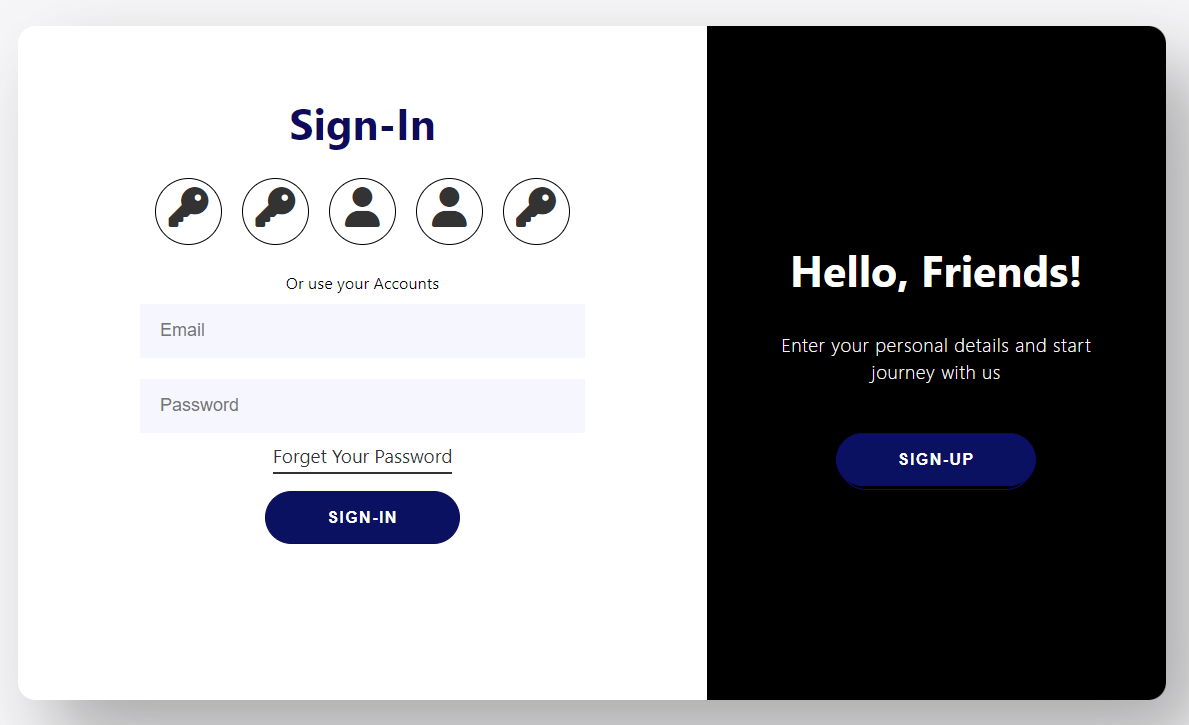 Sign-In
Or use your Accounts
Email
Password
Forget Your Password
SIGN-IN
Hello, Friends!
Enter your personal details and start
journey with us
SIGN-UP